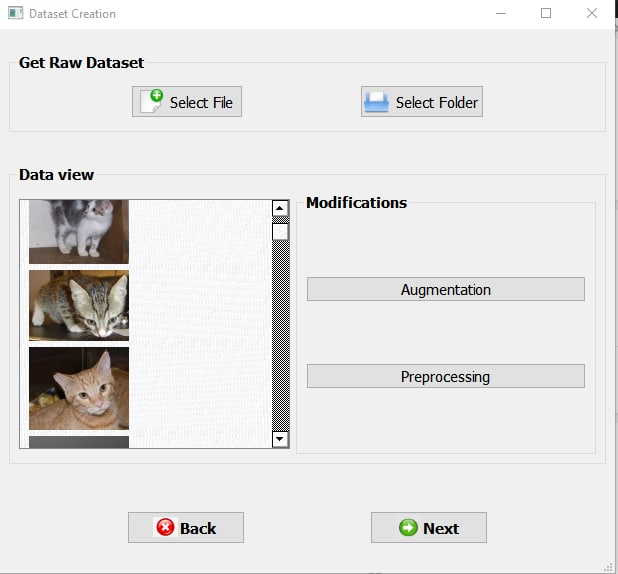 Dataset Creation
Get Raw Dataset
Select File
Select Folder
Data view
Modifications
Augmentation
Preprocessing
Back
Next